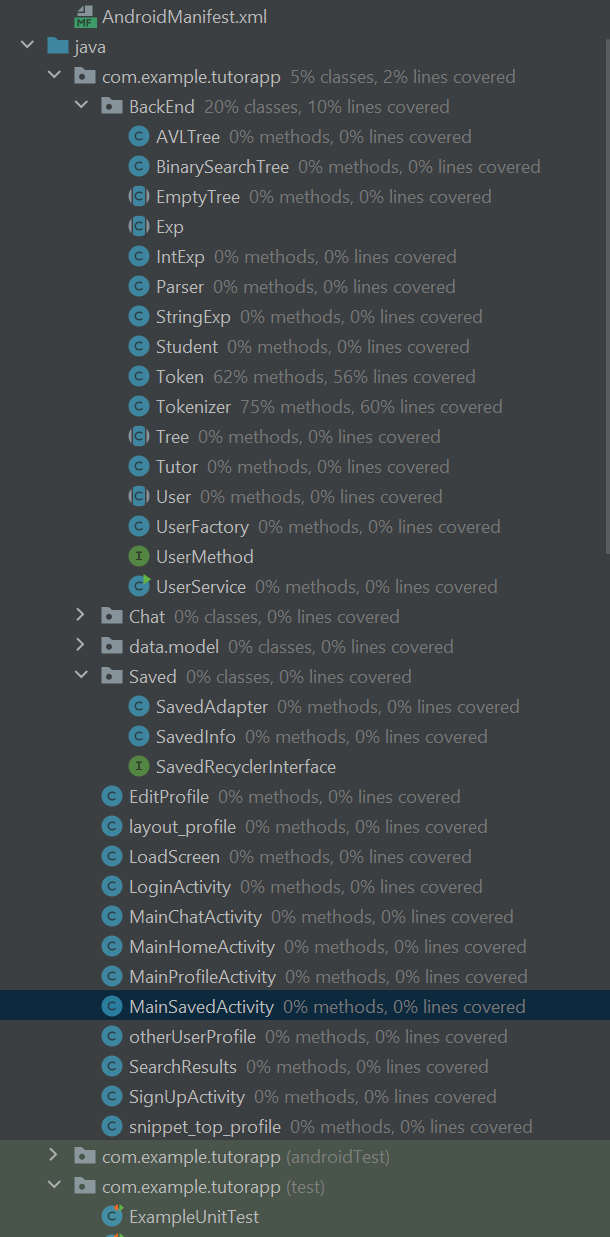 MF AndroidManifest.xml
java
com.example.tutorapp 5% classes, 2% lines covered
BackEnd 20% classes, 10% lines covered
C AVLTree 0% methods, 0% lines covered
C BinarySearchTree 0% methods, 0% lines covered
C EmptyTree 0% methods, 0% lines covered
C Exp
C IntExp 0% methods, 0% lines covered
C Parser 0% methods, 0% lines covered
C StringExp 0% methods, 0% lines covered
C Student 0% methods, 0% lines covered
C Token 62% methods, 56% lines covered
C Tokenizer 75% methods, 60% lines covered
C Tree 0% methods, 0% lines covered
C Tutor 0% methods, 0% lines covered
C User 0% methods, 0% lines covered
C UserFactory 0% methods, 0% lines covered
I UserMethod
C UserService 0% methods, 0% lines covered
Chat 0% classes, 0% lines covered
data.model 0% classes, 0% lines covered
Saved 0% classes, 0% lines covered
C SavedAdapter 0% methods, 0% lines covered
C SavedInfo 0% methods, 0% lines covered
I SavedRecyclerInterface
C EditProfile 0% methods, 0% lines covered
C layout_profile 0% methods, 0% lines covered
C LoadScreen 0% methods, 0% lines covered
C LoginActivity 0% methods, 0% lines covered
C MainChatActivity 0% methods, 0% lines covered
C MainHomeActivity 0% methods, 0% lines covered
C MainProfileActivity 0% methods, 0% lines covered
C MainSavedActivity 0% methods, 0% lines covered
C otherUserProfile 0% methods, 0% lines covered
C SearchResults 0% methods, 0% lines covered
C SignUpActivity 0% methods, 0% lines covered
C snippet_top_profile 0% methods, 0% lines covered
com.example.tutorapp (androidTest)
com.example.tutorapp (test)
C ExampleUnitTest